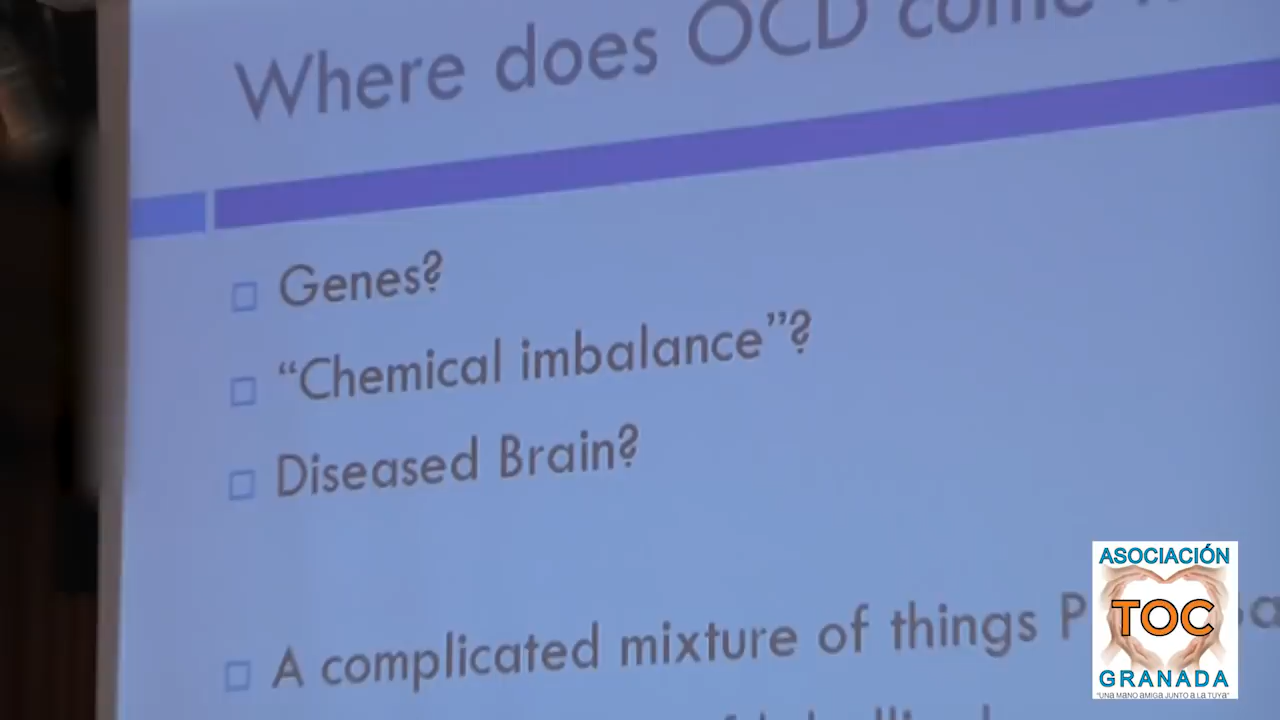 Where does OCD come
Genes?
“Chemical imbalance”?
Diseased Brain?
A complicated mixture of things
ASOCIACIÓN
TOC
GRANADA
"UNA MANO AMIGA JUNTO A LA TUYA"